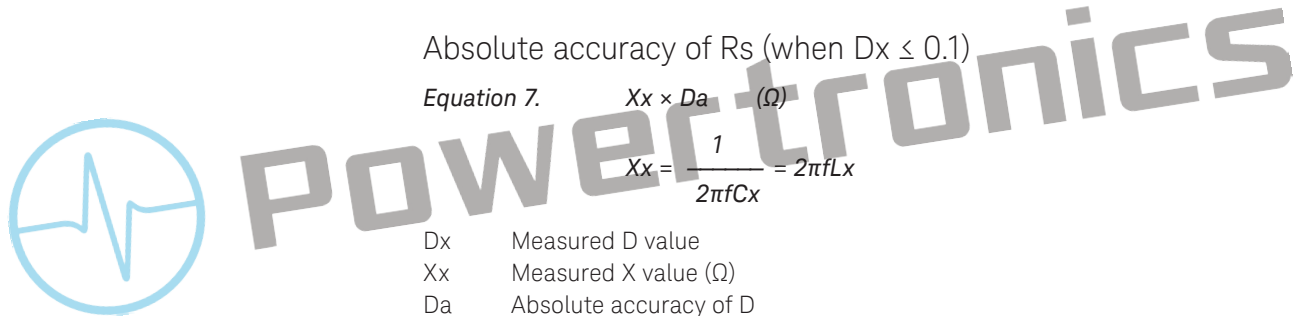 Absolute accuracy of Rs (when Dx ≤ 0.1)
Equation 7. Xx × Da (Ω)
Xx = 1 / 2πfCx = 2πfLx
Powertronics
Dx Measured D value
Xx Measured X value (Ω)
Da Absolute accuracy of D